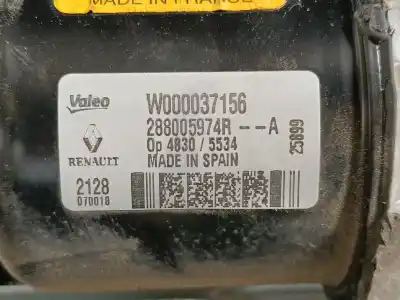 MADE IN FRANCE
Valeo
W000037156
288005974R --A
Op 4830 / 5534
RENAULT
MADE IN SPAIN
25899
2128
070018